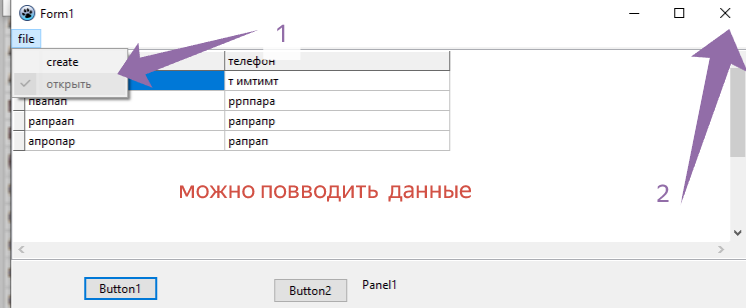 Form1
file
1
create
телефон
открыть
т имтимт
пвапап
ррппара
рапраап
рапрапр
апропар
рапрап
можно повводить данные
2
Button1
Button2
Panel1